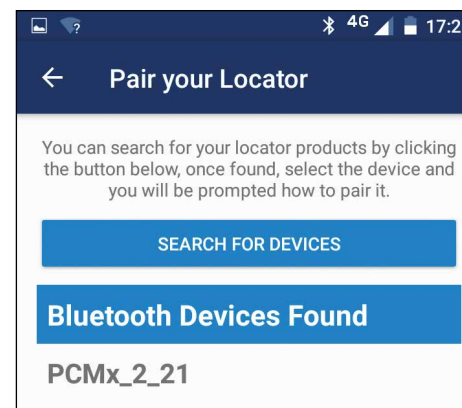 4G 17:2
Pair your Locator
You can search for your locator products by clicking
the button below, once found, select the device and
you will be prompted how to pair it.
SEARCH FOR DEVICES
Bluetooth Devices Found
PCMx_2_21